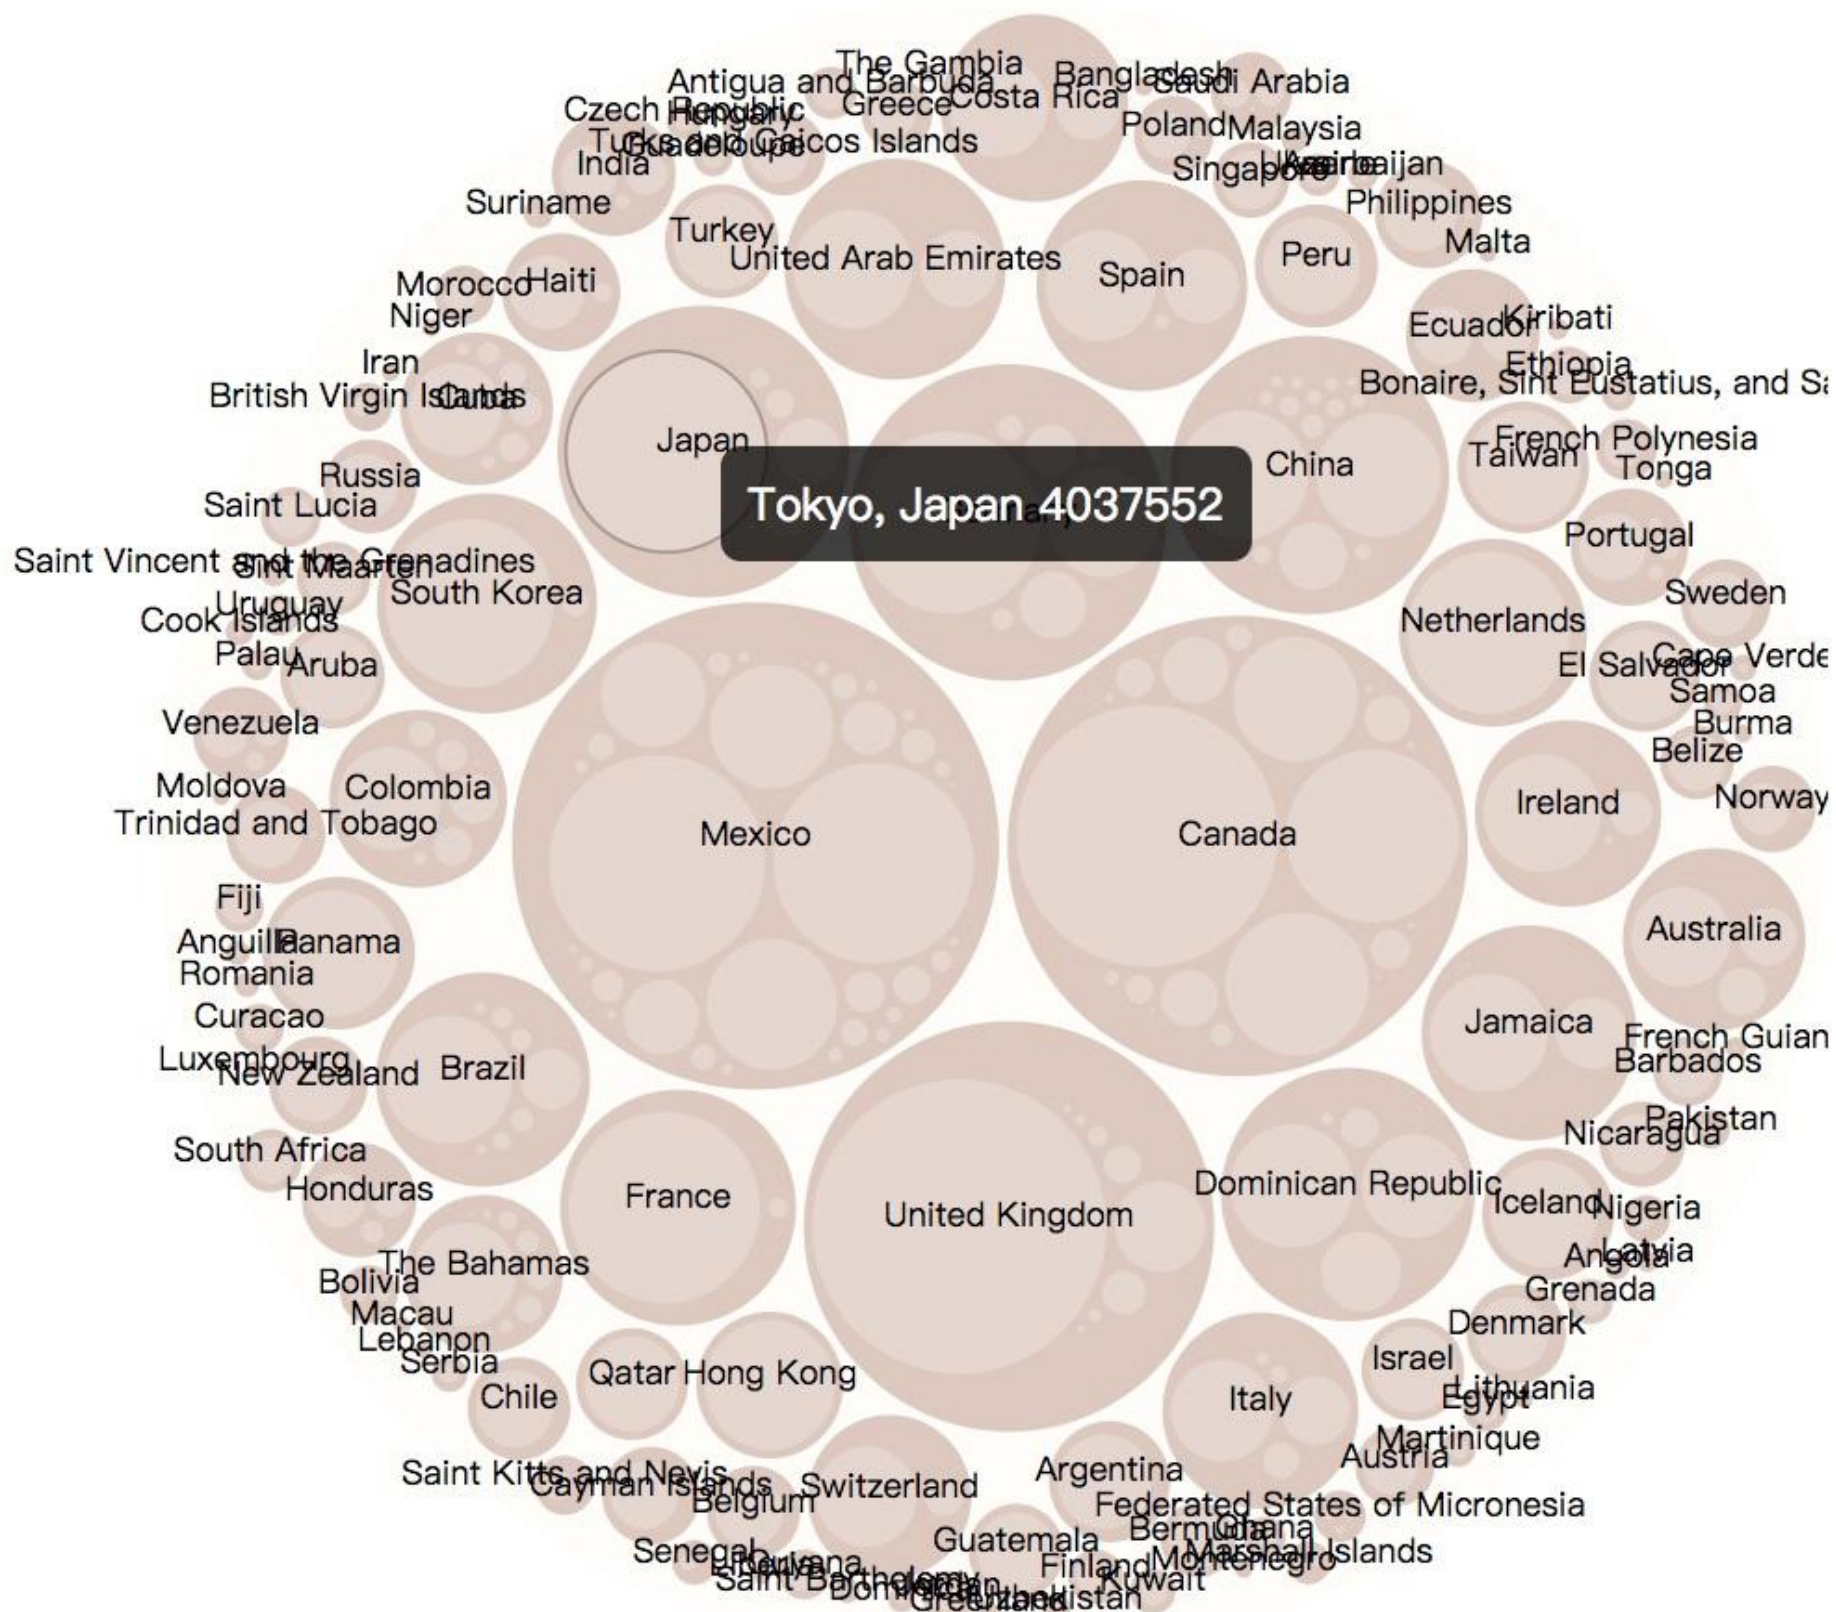 The Gambia
Bangladesh
Saudi Arabia
Antigua and Barbuda
Costa Rica
Greece
Czech Republic
Hungary
Poland
Malaysia
Turks and Caicos Islands
Guadeloupe
India
Singapore
Ukraine
Azerbaijan
Suriname
Philippines
Turkey
United Arab Emirates
Spain
Peru
Malta
Morocco
Haiti
Niger
Ecuador
Kiribati
Iran
Ethiopia
British Virgin Islands
Cuba
Bonaire, Sint Eustatius, and Sa
Japan
French Polynesia
China
Taiwan
Tonga
Russia
Saint Lucia
Tokyo, Japan 4037552
Portugal
Saint Vincent and the Grenadines
Sint Maarten
South Korea
Sweden
Uruguay
Cook Islands
Netherlands
Palau
Aruba
El Salvador
Cape Verde
Samoa
Venezuela
Burma
Belize
Moldova
Colombia
Ireland
Norway
Trinidad and Tobago
Mexico
Canada
Fiji
Australia
Anguilla
Panama
Romania
Curacao
Jamaica
French Guian
Luxembourg
New Zealand
Brazil
Barbados
South Africa
Pakistan
Nicaragua
Honduras
France
United Kingdom
Dominican Republic
Iceland
Nigeria
The Bahamas
Angola
Latvia
Bolivia
Grenada
Macau
Lebanon
Denmark
Serbia
Qatar
Hong Kong
Israel
Chile
Italy
Lithuania
Egypt
Martinique
Saint Kitts and Nevis
Cayman Islands
Belgium
Switzerland
Argentina
Austria
Federated States of Micronesia
Bermuda
Ghana
Guatemala
Senegal
Guyana
Finland
Montenegro
Marshall Islands
Saint Barthelemy
Kuwait
Greenland
Uzbekistan